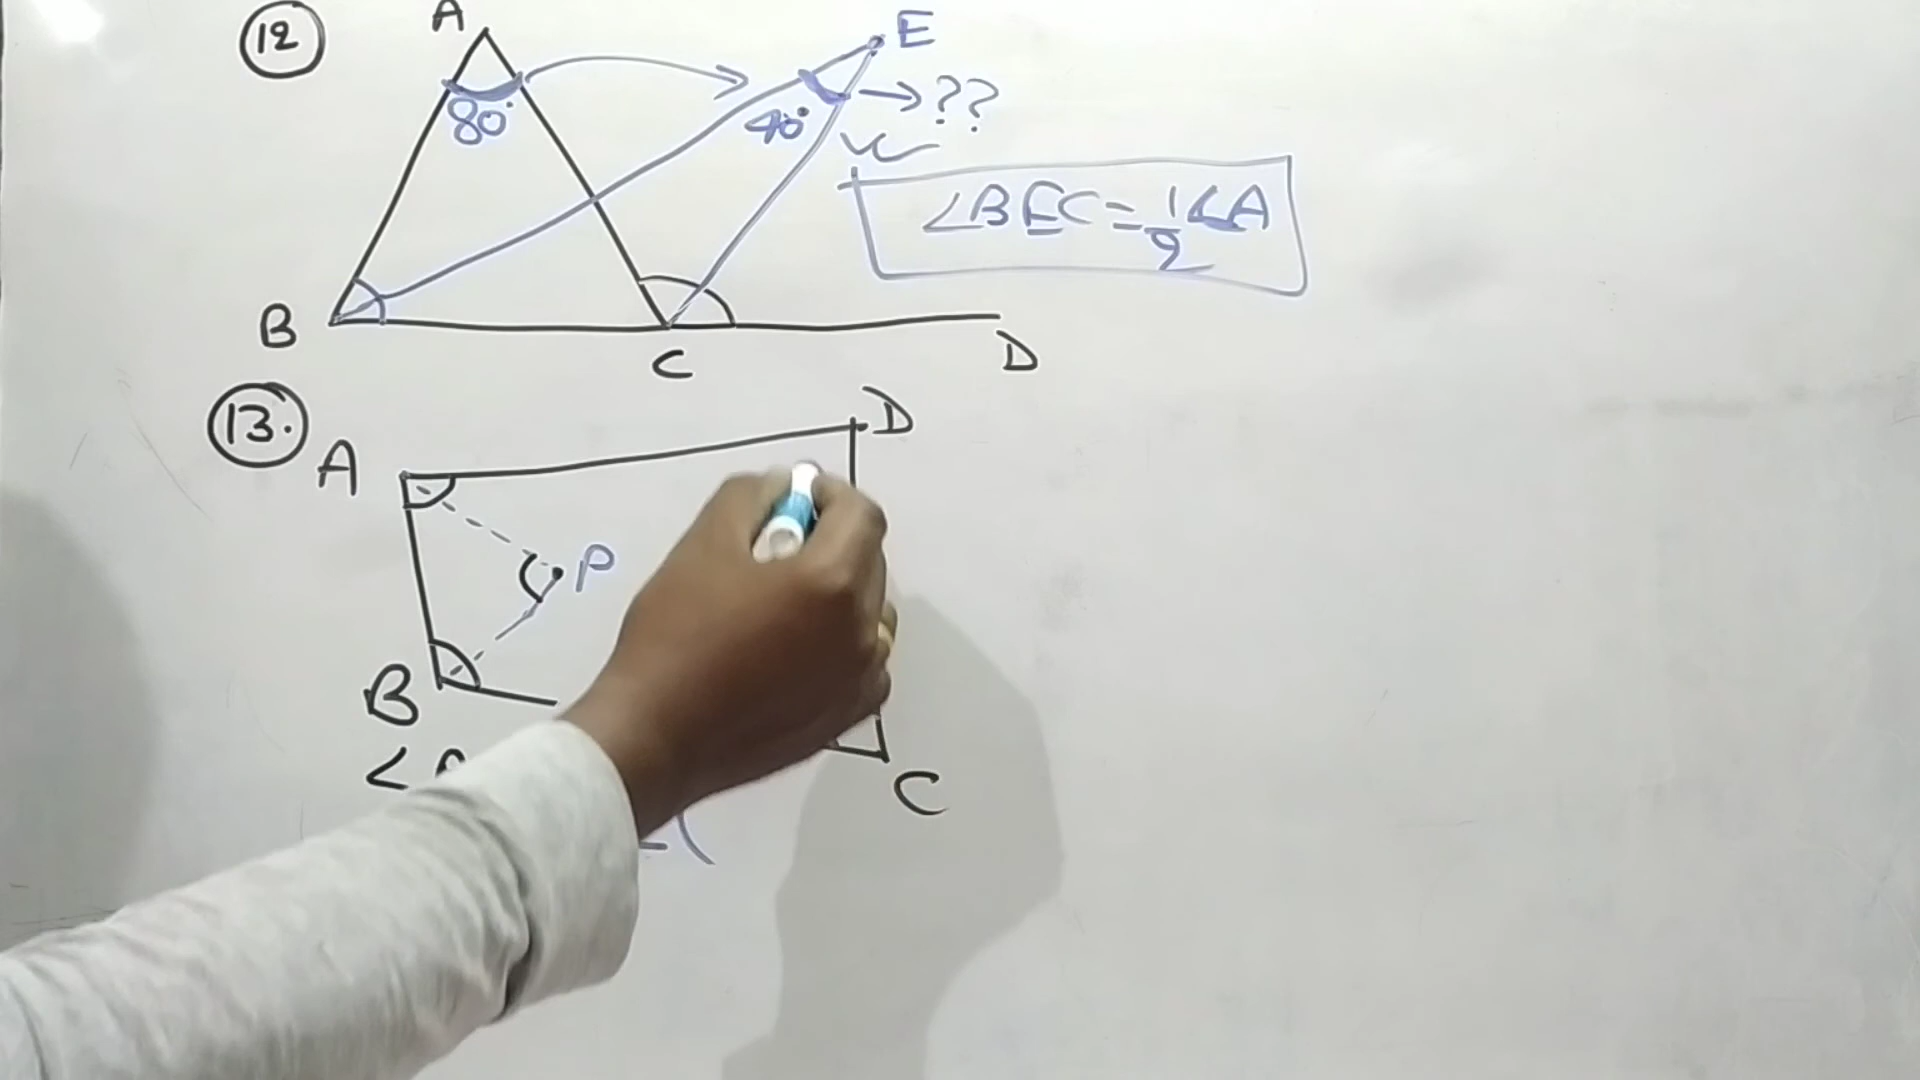 12
A
E
80°
40°
→ ??
∠BEC = 1/2 ∠A
B
C
D
13.
A
D
P
B
C
∠
= (